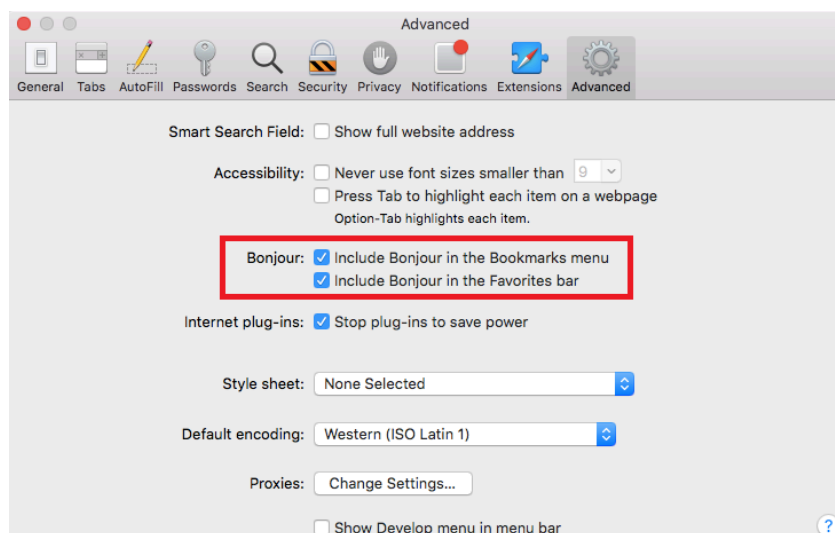 Advanced
General Tabs AutoFill Passwords Search Security Privacy Notifications Extensions Advanced
Smart Search Field: Show full website address
Accessibility: Never use font sizes smaller than 9
Press Tab to highlight each item on a webpage
Option-Tab highlights each item.
Bonjour: Include Bonjour in the Bookmarks menu
Include Bonjour in the Favorites bar
Internet plug-ins: Stop plug-ins to save power
Style sheet: None Selected
Default encoding: Western (ISO Latin 1)
Proxies: Change Settings...
Show Develop menu in menu bar
?